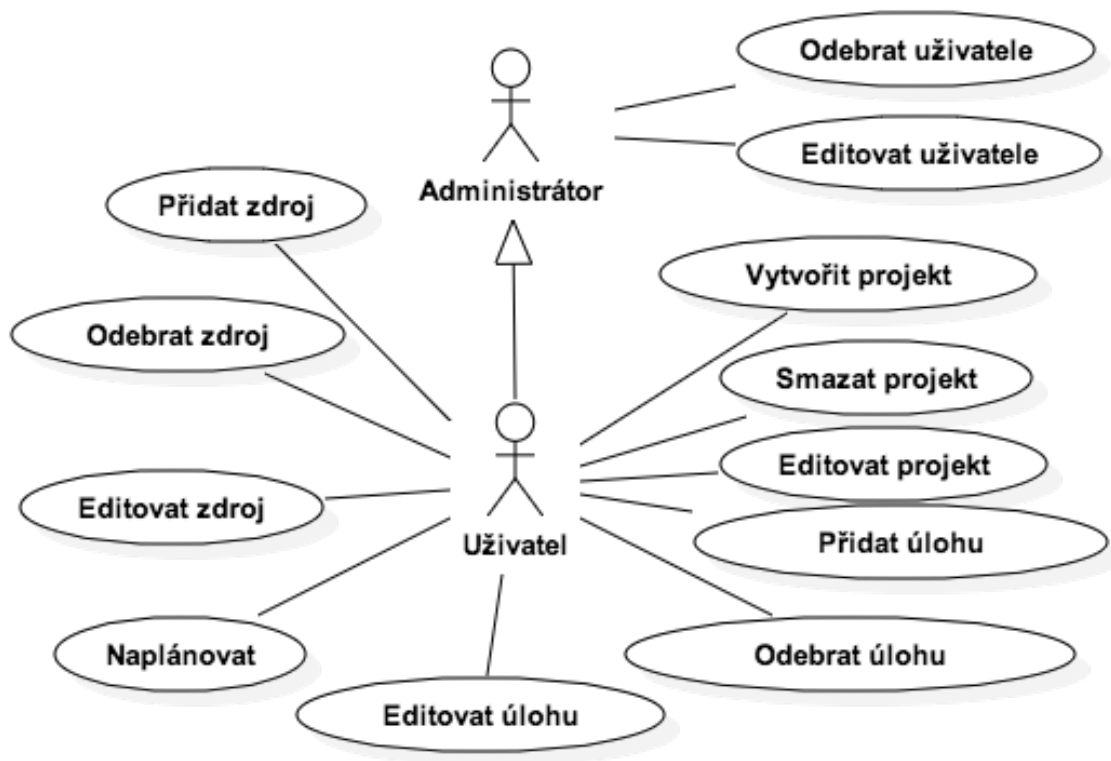 Odebrat uživatele
Editovat uživatele
Administrátor
Přidat zdroj
Vytvořit projekt
Odebrat zdroj
Smazat projekt
Editovat projekt
Editovat zdroj
Uživatel
Přidat úlohu
Naplánovat
Odebrat úlohu
Editovat úlohu